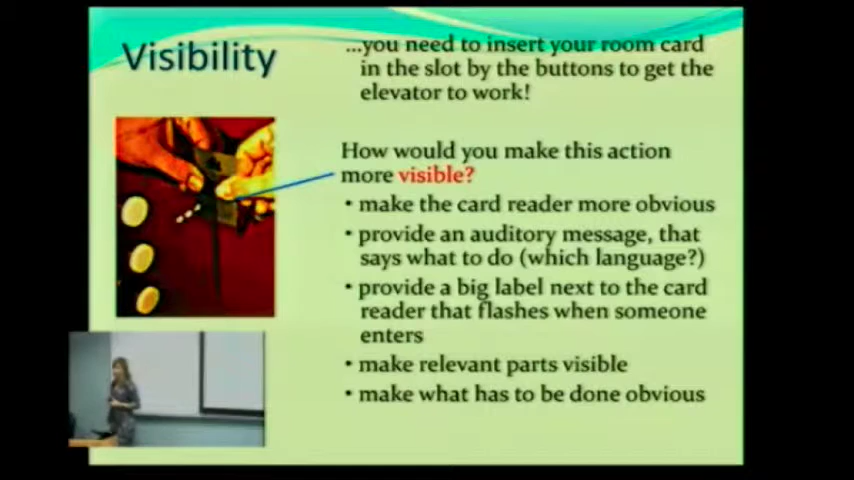 Visibility
...you need to insert your room card
in the slot by the buttons to get the
elevator to work!
How would you make this action
more visible?
• make the card reader more obvious
• provide an auditory message, that
says what to do (which language?)
• provide a big label next to the card
reader that flashes when someone
enters
• make relevant parts visible
• make what has to be done obvious